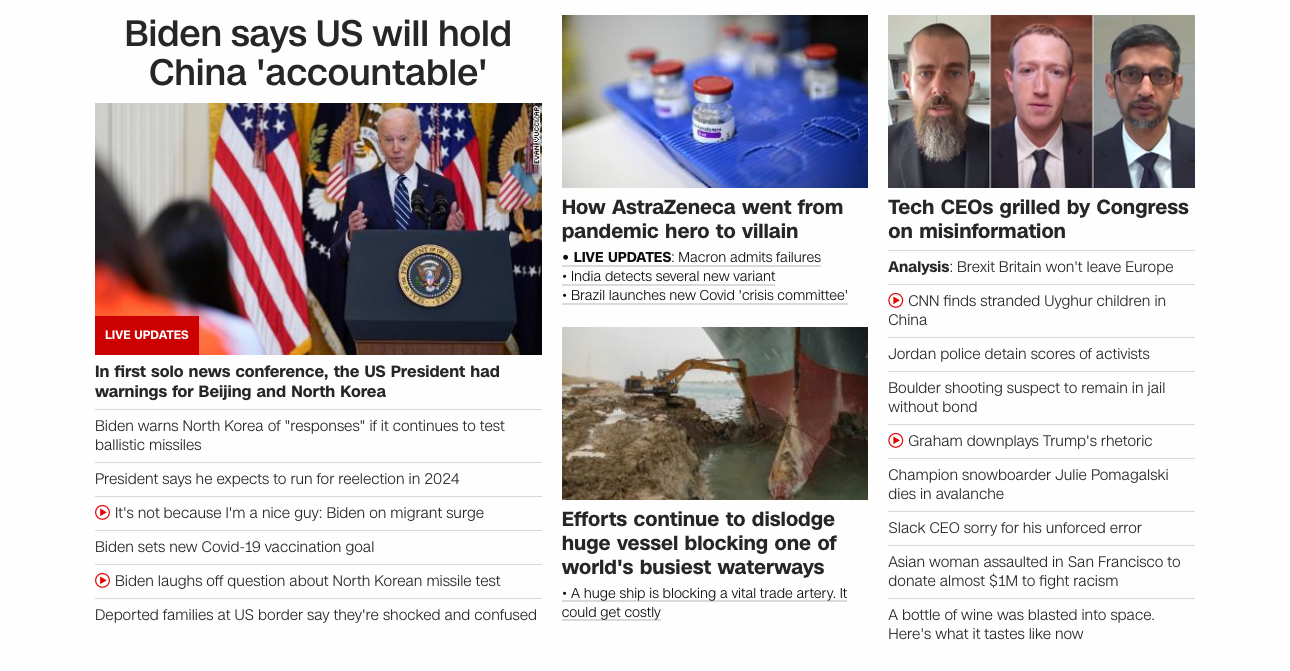 Biden says US will hold
China 'accountable'
LIVE UPDATES
In first solo news conference, the US President had
warnings for Beijing and North Korea
Biden warns North Korea of "responses" if it continues to test
ballistic missiles
President says he expects to run for reelection in 2024
It's not because I'm a nice guy: Biden on migrant surge
Biden sets new Covid-19 vaccination goal
Biden laughs off question about North Korean missile test
Deported families at US border say they're shocked and confused
How AstraZeneca went from
pandemic hero to villain
• LIVE UPDATES: Macron admits failures
• India detects several new variant
• Brazil launches new Covid 'crisis committee'
Efforts continue to dislodge
huge vessel blocking one of
world's busiest waterways
• A huge ship is blocking a vital trade artery. It
could get costly
Tech CEOs grilled by Congress
on misinformation
Analysis: Brexit Britain won't leave Europe
CNN finds stranded Uyghur children in
China
Jordan police detain scores of activists
Boulder shooting suspect to remain in jail
without bond
Graham downplays Trump's rhetoric
Champion snowboarder Julie Pomagalski
dies in avalanche
Slack CEO sorry for his unforced error
Asian woman assaulted in San Francisco to
donate almost $1M to fight racism
A bottle of wine was blasted into space.
Here's what it tastes like now